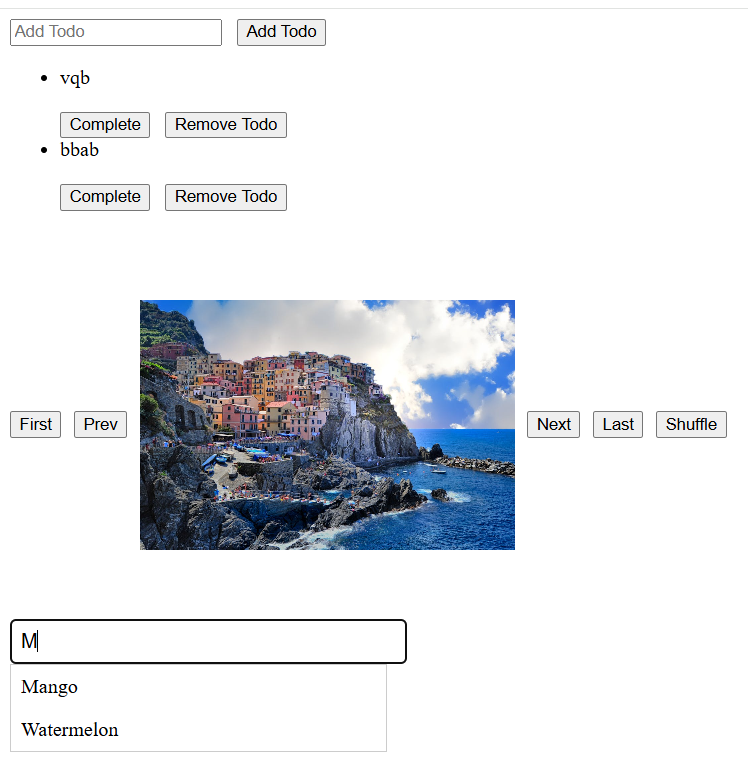 Add Todo Add Todo
vqb
Complete Remove Todo
bbab
Complete Remove Todo
First Prev Next Last Shuffle
M
Mango
Watermelon